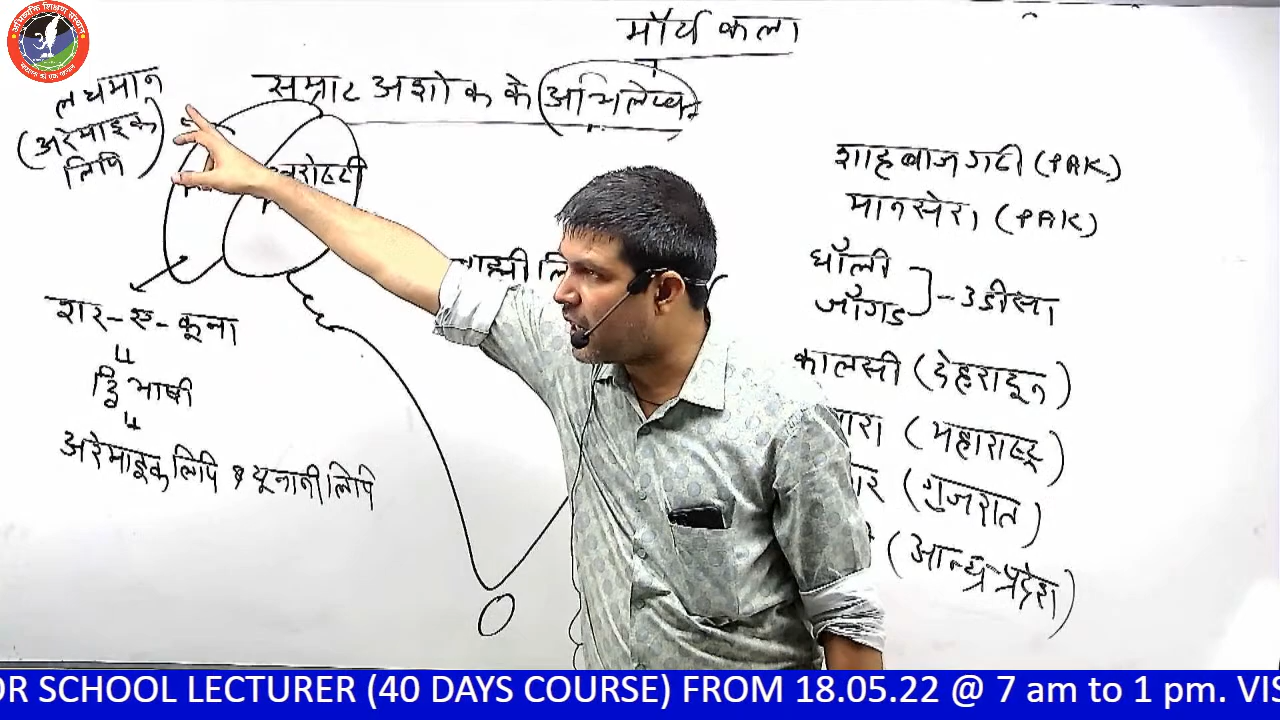 मौर्य कला
सम्राट अशोक के अभिलेख
लघमान
(अरेमाइक
लिपि)
शर-ए-कूना
द्विभाषी
अरेमाइक लिपि & यूनानी लिपि
शाहबाजगढी (PAK)
मानसेरा (PAK)
धौली
जौगड
- उडीसा
कालसी (देहरादून)
(महाराष्ट्र)
(गुजरात)
(आन्ध्रप्रदेश)
OR SCHOOL LECTURER (40 DAYS COURSE) FROM 18.05.22 @ 7 am to 1 pm. VIS